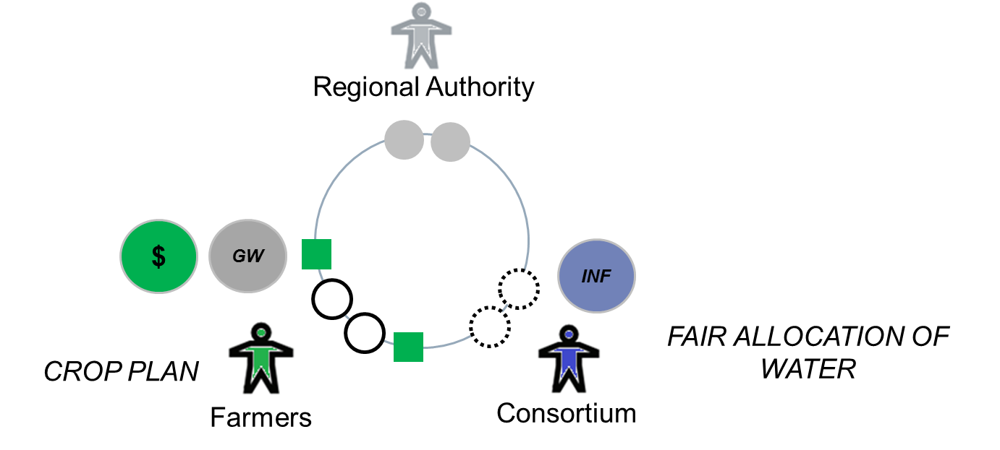 Regional Authority
$
GW
INF
CROP PLAN
FAIR ALLOCATION OF
WATER
Farmers
Consortium